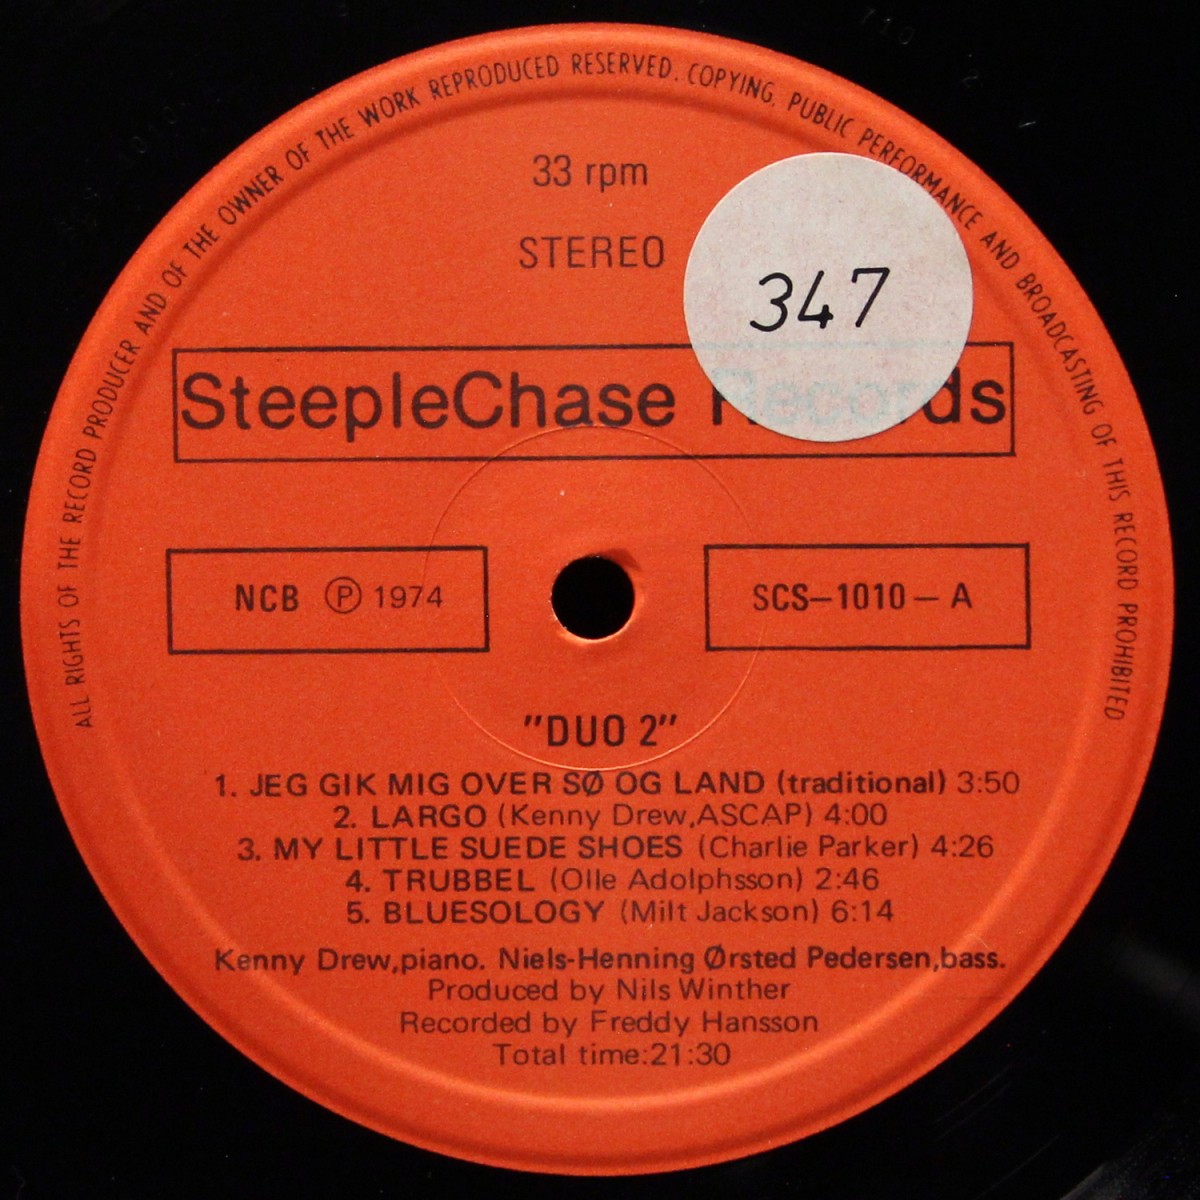 ALL RIGHTS OF THE RECORD PRODUCER AND OF THE OWNER OF THE WORK REPRODUCED RESERVED. COPYING, PUBLIC PERFORMANCE AND BROADCASTING OF THIS RECORD PROHIBITED
33 rpm
STEREO
347
SteepleChase Records
NCB Ⓟ 1974
SCS–1010 – A
"DUO 2"
1. JEG GIK MIG OVER SØ OG LAND (traditional) 3:50
2. LARGO (Kenny Drew,ASCAP) 4:00
3. MY LITTLE SUEDE SHOES (Charlie Parker) 4:26
4. TRUBBEL (Olle Adolphsson) 2:46
5. BLUESOLOGY (Milt Jackson) 6:14
Kenny Drew,piano. Niels-Henning Ørsted Pedersen,bass.
Produced by Nils Winther
Recorded by Freddy Hansson
Total time:21:30